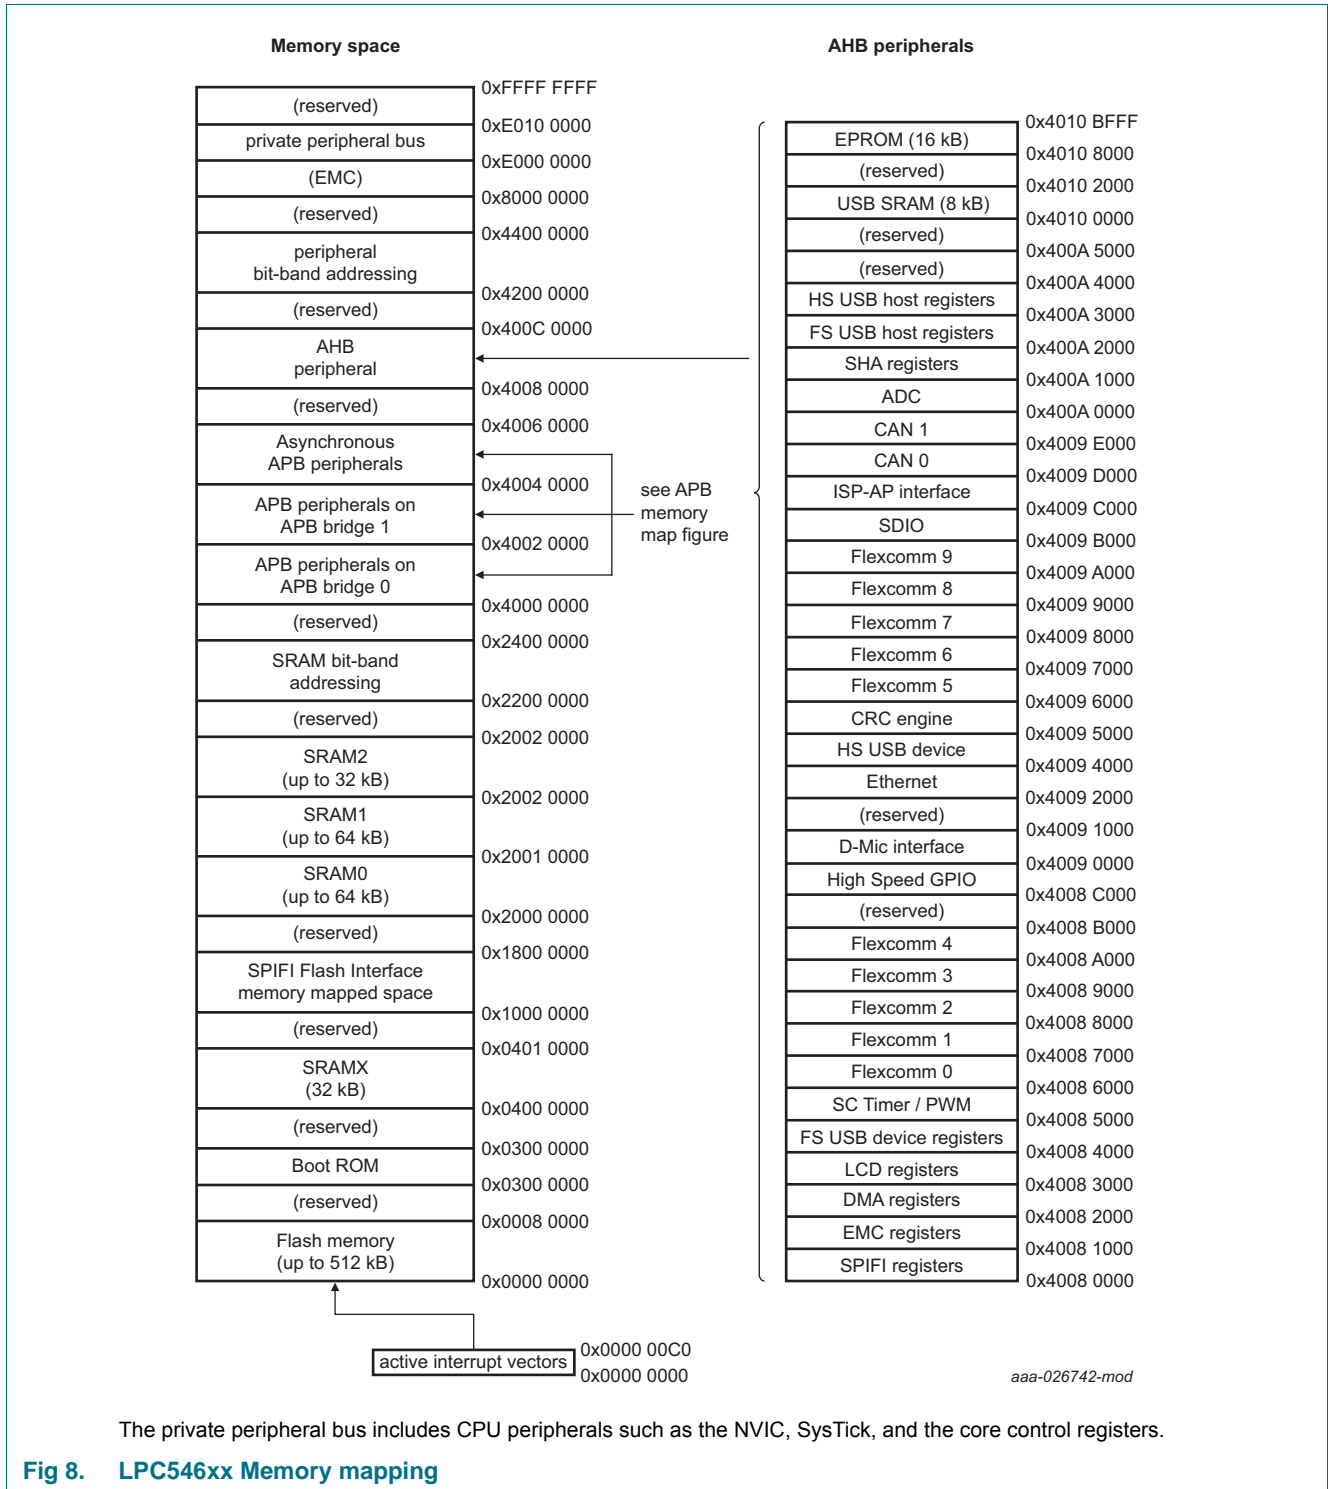 Memory space
0xFFFF FFFF
(reserved)
0xE010 0000
private peripheral bus
0xE000 0000
(EMC)
0x8000 0000
(reserved)
0x4400 0000
peripheral
bit-band addressing
0x4200 0000
(reserved)
0x400C 0000
AHB
peripheral
0x4008 0000
(reserved)
0x4006 0000
Asynchronous
APB peripherals
0x4004 0000
APB peripherals on
APB bridge 1
0x4002 0000
APB peripherals on
APB bridge 0
0x4000 0000
(reserved)
0x2400 0000
SRAM bit-band
addressing
0x2200 0000
(reserved)
0x2002 0000
SRAM2
(up to 32 kB)
0x2002 0000
SRAM1
(up to 64 kB)
0x2001 0000
SRAM0
(up to 64 kB)
0x2000 0000
(reserved)
0x1800 0000
SPIFI Flash Interface
memory mapped space
0x1000 0000
(reserved)
0x0401 0000
SRAMX
(32 kB)
0x0400 0000
(reserved)
0x0300 0000
Boot ROM
0x0300 0000
(reserved)
0x0008 0000
Flash memory
(up to 512 kB)
0x0000 0000
active interrupt vectors
0x0000 00C0
0x0000 0000
see APB
memory
map figure
AHB peripherals
0x4010 BFFF
EPROM (16 kB)
0x4010 8000
(reserved)
0x4010 2000
USB SRAM (8 kB)
0x4010 0000
(reserved)
0x400A 5000
(reserved)
0x400A 4000
HS USB host registers
0x400A 3000
FS USB host registers
0x400A 2000
SHA registers
0x400A 1000
ADC
0x400A 0000
CAN 1
0x4009 E000
CAN 0
0x4009 D000
ISP-AP interface
0x4009 C000
SDIO
0x4009 B000
Flexcomm 9
0x4009 A000
Flexcomm 8
0x4009 9000
Flexcomm 7
0x4009 8000
Flexcomm 6
0x4009 7000
Flexcomm 5
0x4009 6000
CRC engine
0x4009 5000
HS USB device
0x4009 4000
Ethernet
0x4009 2000
(reserved)
0x4009 1000
D-Mic interface
0x4009 0000
High Speed GPIO
0x4008 C000
(reserved)
0x4008 B000
Flexcomm 4
0x4008 A000
Flexcomm 3
0x4008 9000
Flexcomm 2
0x4008 8000
Flexcomm 1
0x4008 7000
Flexcomm 0
0x4008 6000
SC Timer / PWM
0x4008 5000
FS USB device registers
0x4008 4000
LCD registers
0x4008 3000
DMA registers
0x4008 2000
EMC registers
0x4008 1000
SPIFI registers
0x4008 0000
aaa-026742-mod
The private peripheral bus includes CPU peripherals such as the NVIC, SysTick, and the core control registers.
Fig 8. LPC546xx Memory mapping